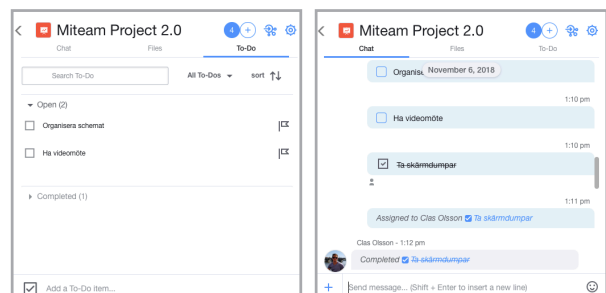 Miteam Project 2.0
4
Chat Files To-Do
Search To-Do All To-Dos sort
Open (2)
Organisera schemat
Ha videomöte
Completed (1)
Add a To-Do item...
Miteam Project 2.0
4
Chat Files To-Do
Organise
November 6, 2018
1:10 pm
Ha videomöte
1:10 pm
Ta skärmdumpar
1:11 pm
Assigned to Clas Olsson Ta skärmdumpar
Clas Olsson - 1:12 pm
Completed Ta skärmdumpar
Send message... (Shift + Enter to insert a new line)